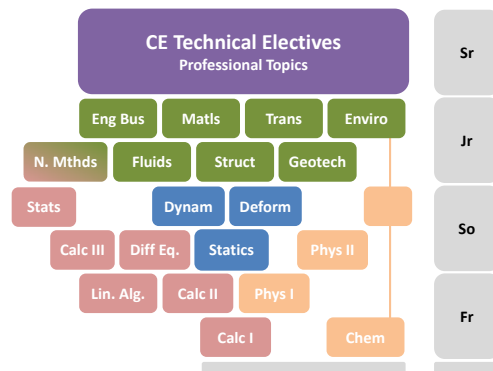 CE Technical Electives
Professional Topics
Sr
Eng Bus Matls Trans Enviro
Jr
N. Mthds Fluids Struct Geotech
Stats Dynam Deform
So
Calc III Diff Eq. Statics Phys II
Lin. Alg. Calc II Phys I
Fr
Calc I Chem